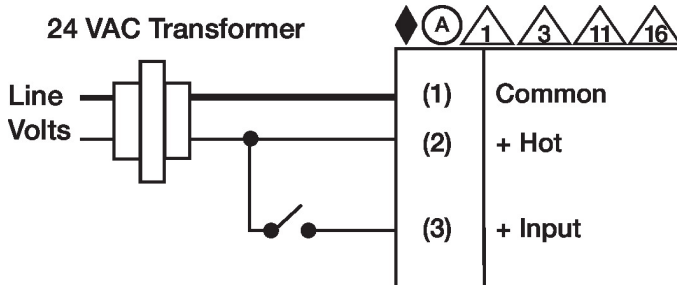 24 VAC Transformer
A 1 3 11 16
Line
Volts
(1) Common
(2) + Hot
(3) + Input